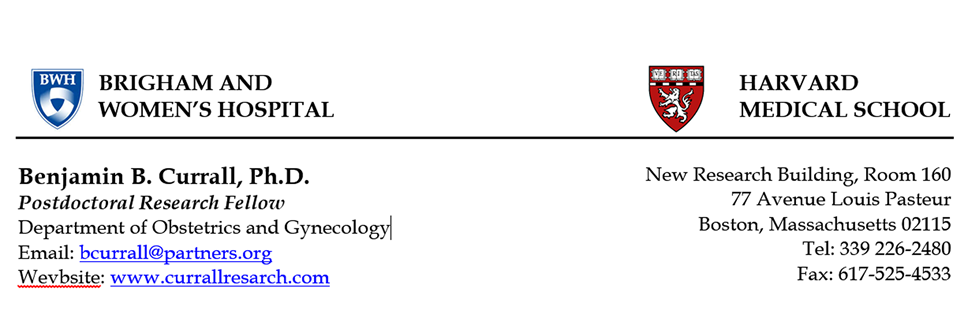 BWH
BRIGHAM AND
WOMEN'S HOSPITAL
VE RI TAS
HARVARD
MEDICAL SCHOOL
Benjamin B. Currall, Ph.D.
Postdoctoral Research Fellow
Department of Obstetrics and Gynecology
Email: bcurrall@partners.org
Wevbsite: www.currallresarch.com
New Research Building, Room 160
77 Avenue Louis Pasteur
Boston, Massachusetts 02115
Tel: 339 226-2480
Fax: 617-525-4533